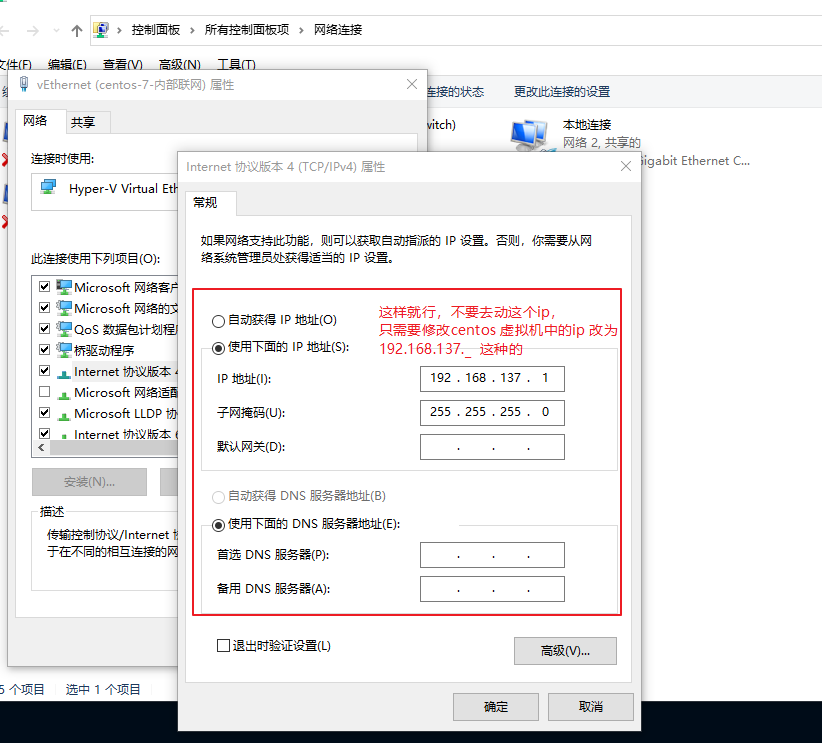 控制面板 > 所有控制面板项 > 网络连接
文件(F) 编辑(E) 查看(V) 高级(N) 工具(T)
连接的状态 更改此连接的设置
vEthernet (centos-7-内部联网) 属性
网络 共享
witch)
本地连接
网络 2, 共享的
Gigabit Ethernet C...
连接时使用:
Hyper-V Virtual Eth
此连接使用下列项目(O):
Microsoft 网络客户
Microsoft 网络的文
QoS 数据包计划程
桥驱动程序
Internet 协议版本 4
Microsoft 网络适配
Microsoft LLDP 协
Internet 协议版本 6
安装(N)...
描述
传输控制协议/Internet
于在不同的相互连接的网
Internet 协议版本 4 (TCP/IPv4) 属性
常规
如果网络支持此功能，则可以获取自动指派的 IP 设置。否则，你需要从网
络系统管理员处获得适当的 IP 设置。
自动获得 IP 地址(O)
使用下面的 IP 地址(S):
这样就行，不要去动这个ip,
只需要修改centos 虚拟机中的ip 改为
192.168.137._ 这种的
IP 地址(I): 192 . 168 . 137 . 1
子网掩码(U): 255 . 255 . 255 . 0
默认网关(D): . . .
自动获得 DNS 服务器地址(B)
使用下面的 DNS 服务器地址(E):
首选 DNS 服务器(P): . . .
备用 DNS 服务器(A): . . .
退出时验证设置(L)
高级(V)...
确定 取消
5 个项目 选中 1 个项目